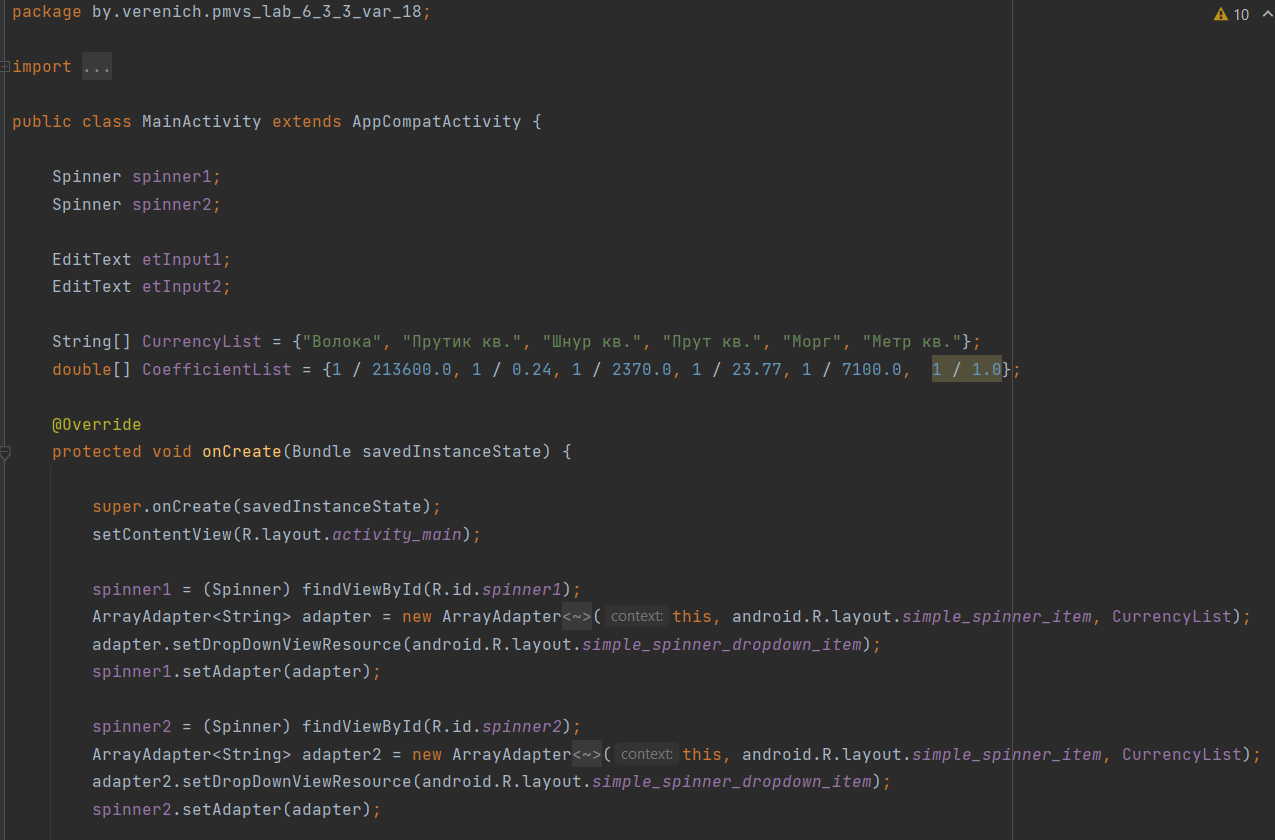 package by.verenich.pmvs_lab_6_3_3_var_18;
10
import ...
public class MainActivity extends AppCompatActivity {
Spinner spinner1;
Spinner spinner2;
EditText etInput1;
EditText etInput2;
String[] CurrencyList = {"Волока", "Прутик кв.", "Шнур кв.", "Прут кв.", "Морг", "Метр кв."};
double[] CoefficientList = {1 / 213600.0, 1 / 0.24, 1 / 2370.0, 1 / 23.77, 1 / 7100.0,  1 / 1.0};
@Override
protected void onCreate(Bundle savedInstanceState) {
super.onCreate(savedInstanceState);
setContentView(R.layout.activity_main);
spinner1 = (Spinner) findViewById(R.id.spinner1);
ArrayAdapter<String> adapter = new ArrayAdapter<~>( context: this, android.R.layout.simple_spinner_item, CurrencyList);
adapter.setDropDownViewResource(android.R.layout.simple_spinner_dropdown_item);
spinner1.setAdapter(adapter);
spinner2 = (Spinner) findViewById(R.id.spinner2);
ArrayAdapter<String> adapter2 = new ArrayAdapter<~>( context: this, android.R.layout.simple_spinner_item, CurrencyList);
adapter2.setDropDownViewResource(android.R.layout.simple_spinner_dropdown_item);
spinner2.setAdapter(adapter);